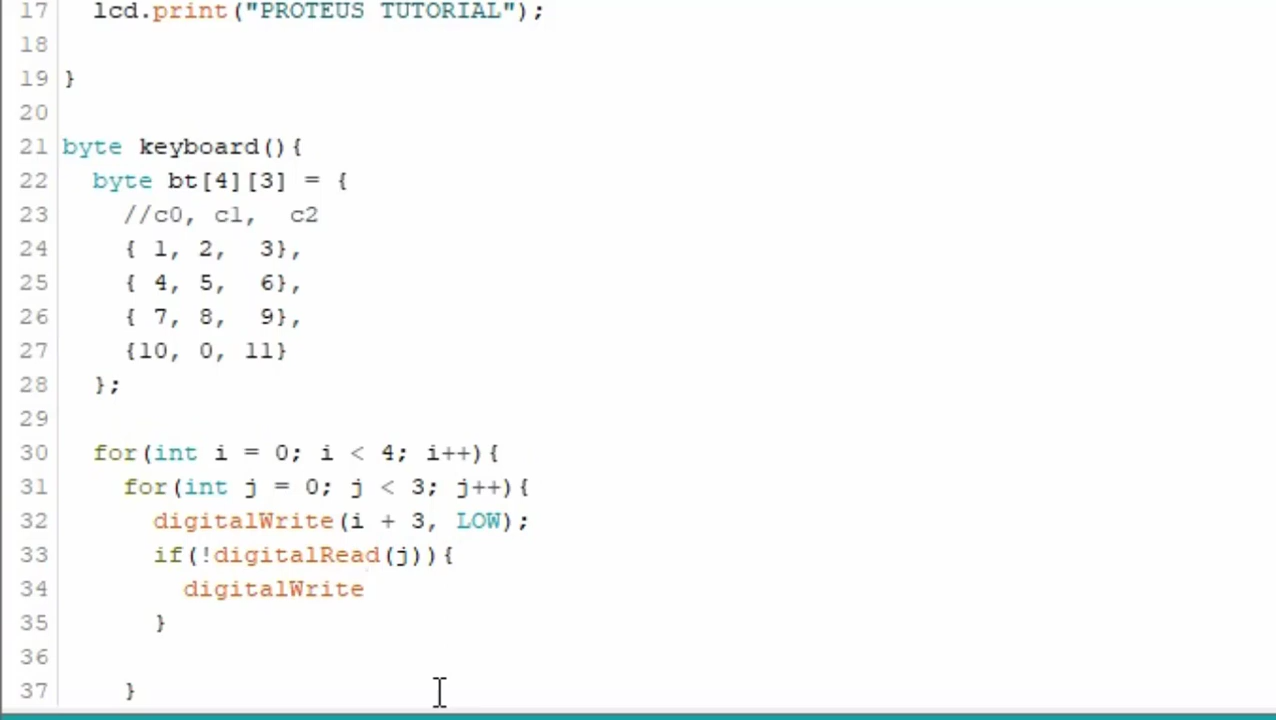 17 lcd.print("PROTEUS TUTORIAL");
18
19 }
20
21 byte keyboard(){
22 byte bt[4][3] = {
23 //c0, c1, c2
24 { 1, 2, 3},
25 { 4, 5, 6},
26 { 7, 8, 9},
27 {10, 0, 11}
28 };
29
30 for(int i = 0; i < 4; i++){
31 for(int j = 0; j < 3; j++){
32 digitalWrite(i + 3, LOW);
33 if(!digitalRead(j)){
34 digitalWrite
35 }
36
37 }